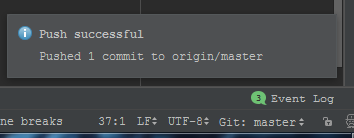 Push successful
Pushed 1 commit to origin/master
3 Event Log
ne breaks 37:1 LF UTF-8 Git: master